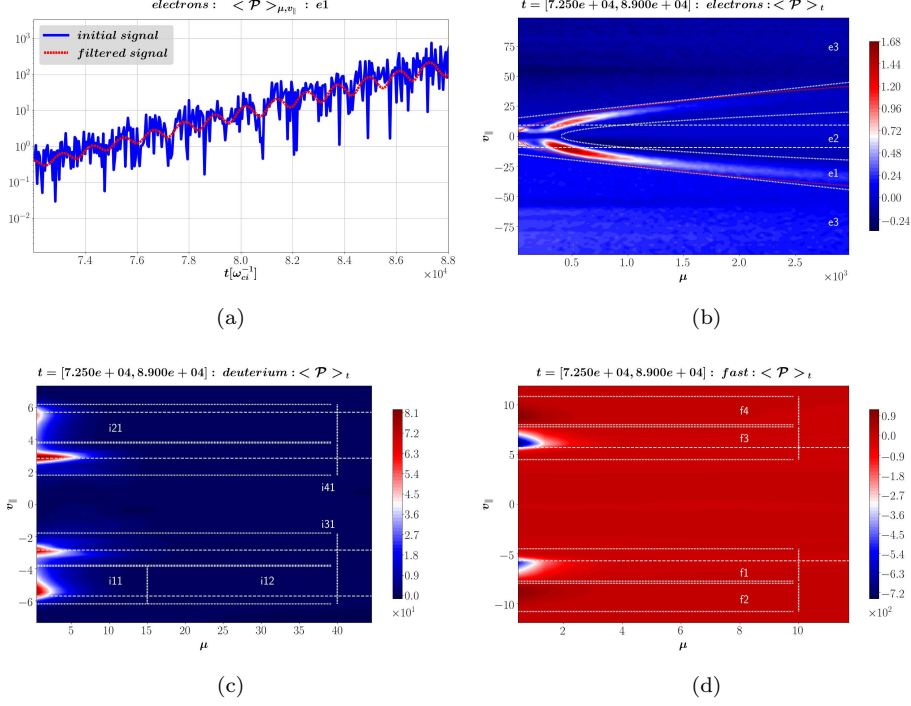 electrons: < P >μ,v∥ : e1
initial signal
filtered signal
10^3
10^2
10^1
10^0
10^-1
10^-2
7.4 7.6 7.8 8.0 8.2 8.4 8.6 8.8
×10^4
t[ω_ci^-1]
(a)
t = [7.250e + 04, 8.900e + 04] : electrons :< P >t
75
50
25
0
−25
−50
−75
v∥
e3
e2
e1
e3
0.5 1.0 1.5 2.0 2.5
×10^3
μ
1.68
1.44
1.20
0.96
0.72
0.48
0.24
0.00
−0.24
(b)
t = [7.250e + 04, 8.900e + 04] : deuterium :< P >t
6
4
2
0
−2
−4
−6
v∥
i21
i41
i31
i11 i12
5 10 15 20 25 30 35 40
μ
8.1
7.2
6.3
5.4
4.5
3.6
2.7
1.8
0.9
0.0
×10^1
(c)
t = [7.250e + 04, 8.900e + 04] : fast :< P >t
10
5
0
−5
−10
v∥
f4
f3
f1
f2
2 4 6 8 10
μ
0.9
0.0
−0.9
−1.8
−2.7
−3.6
−4.5
−5.4
−6.3
−7.2
×10^2
(d)